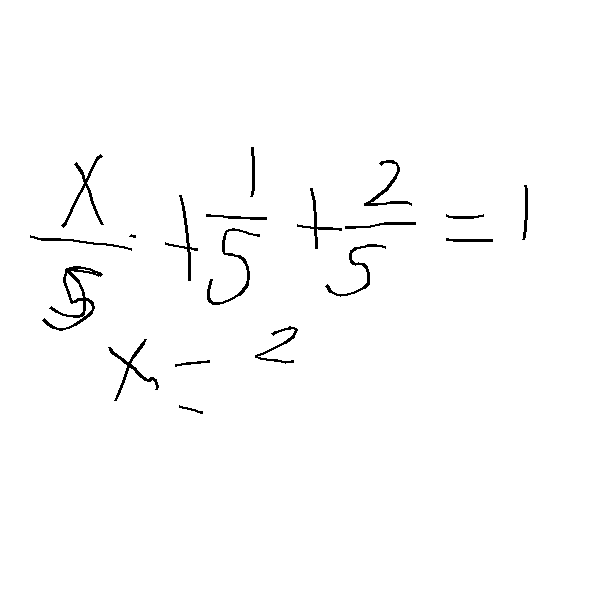 x/5 + 1/5 + 2/5 = 1
x = 2